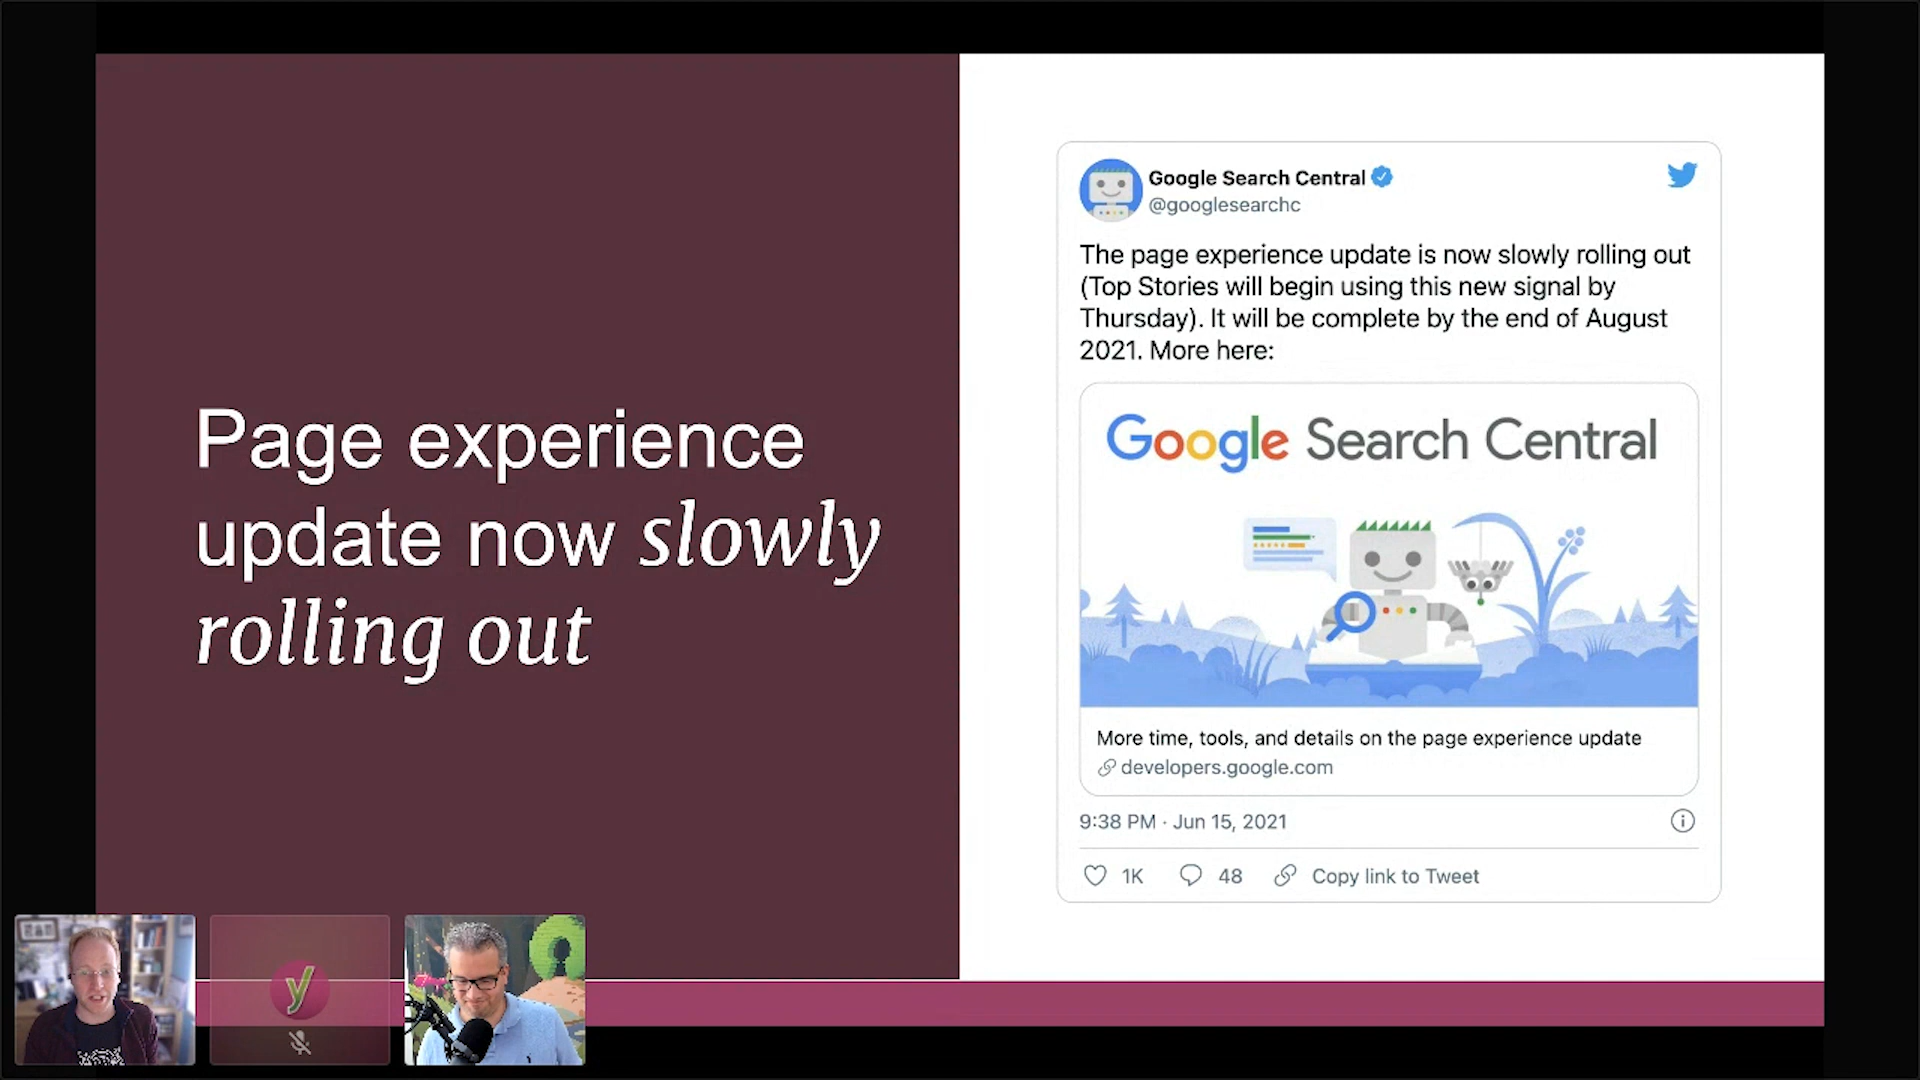 Page experience
update now slowly
rolling out
Google Search Central
@googlesearchc
The page experience update is now slowly rolling out
(Top Stories will begin using this new signal by
Thursday). It will be complete by the end of August
2021. More here:
Google Search Central
More time, tools, and details on the page experience update
developers.google.com
9:38 PM · Jun 15, 2021
1K 48 Copy link to Tweet
y